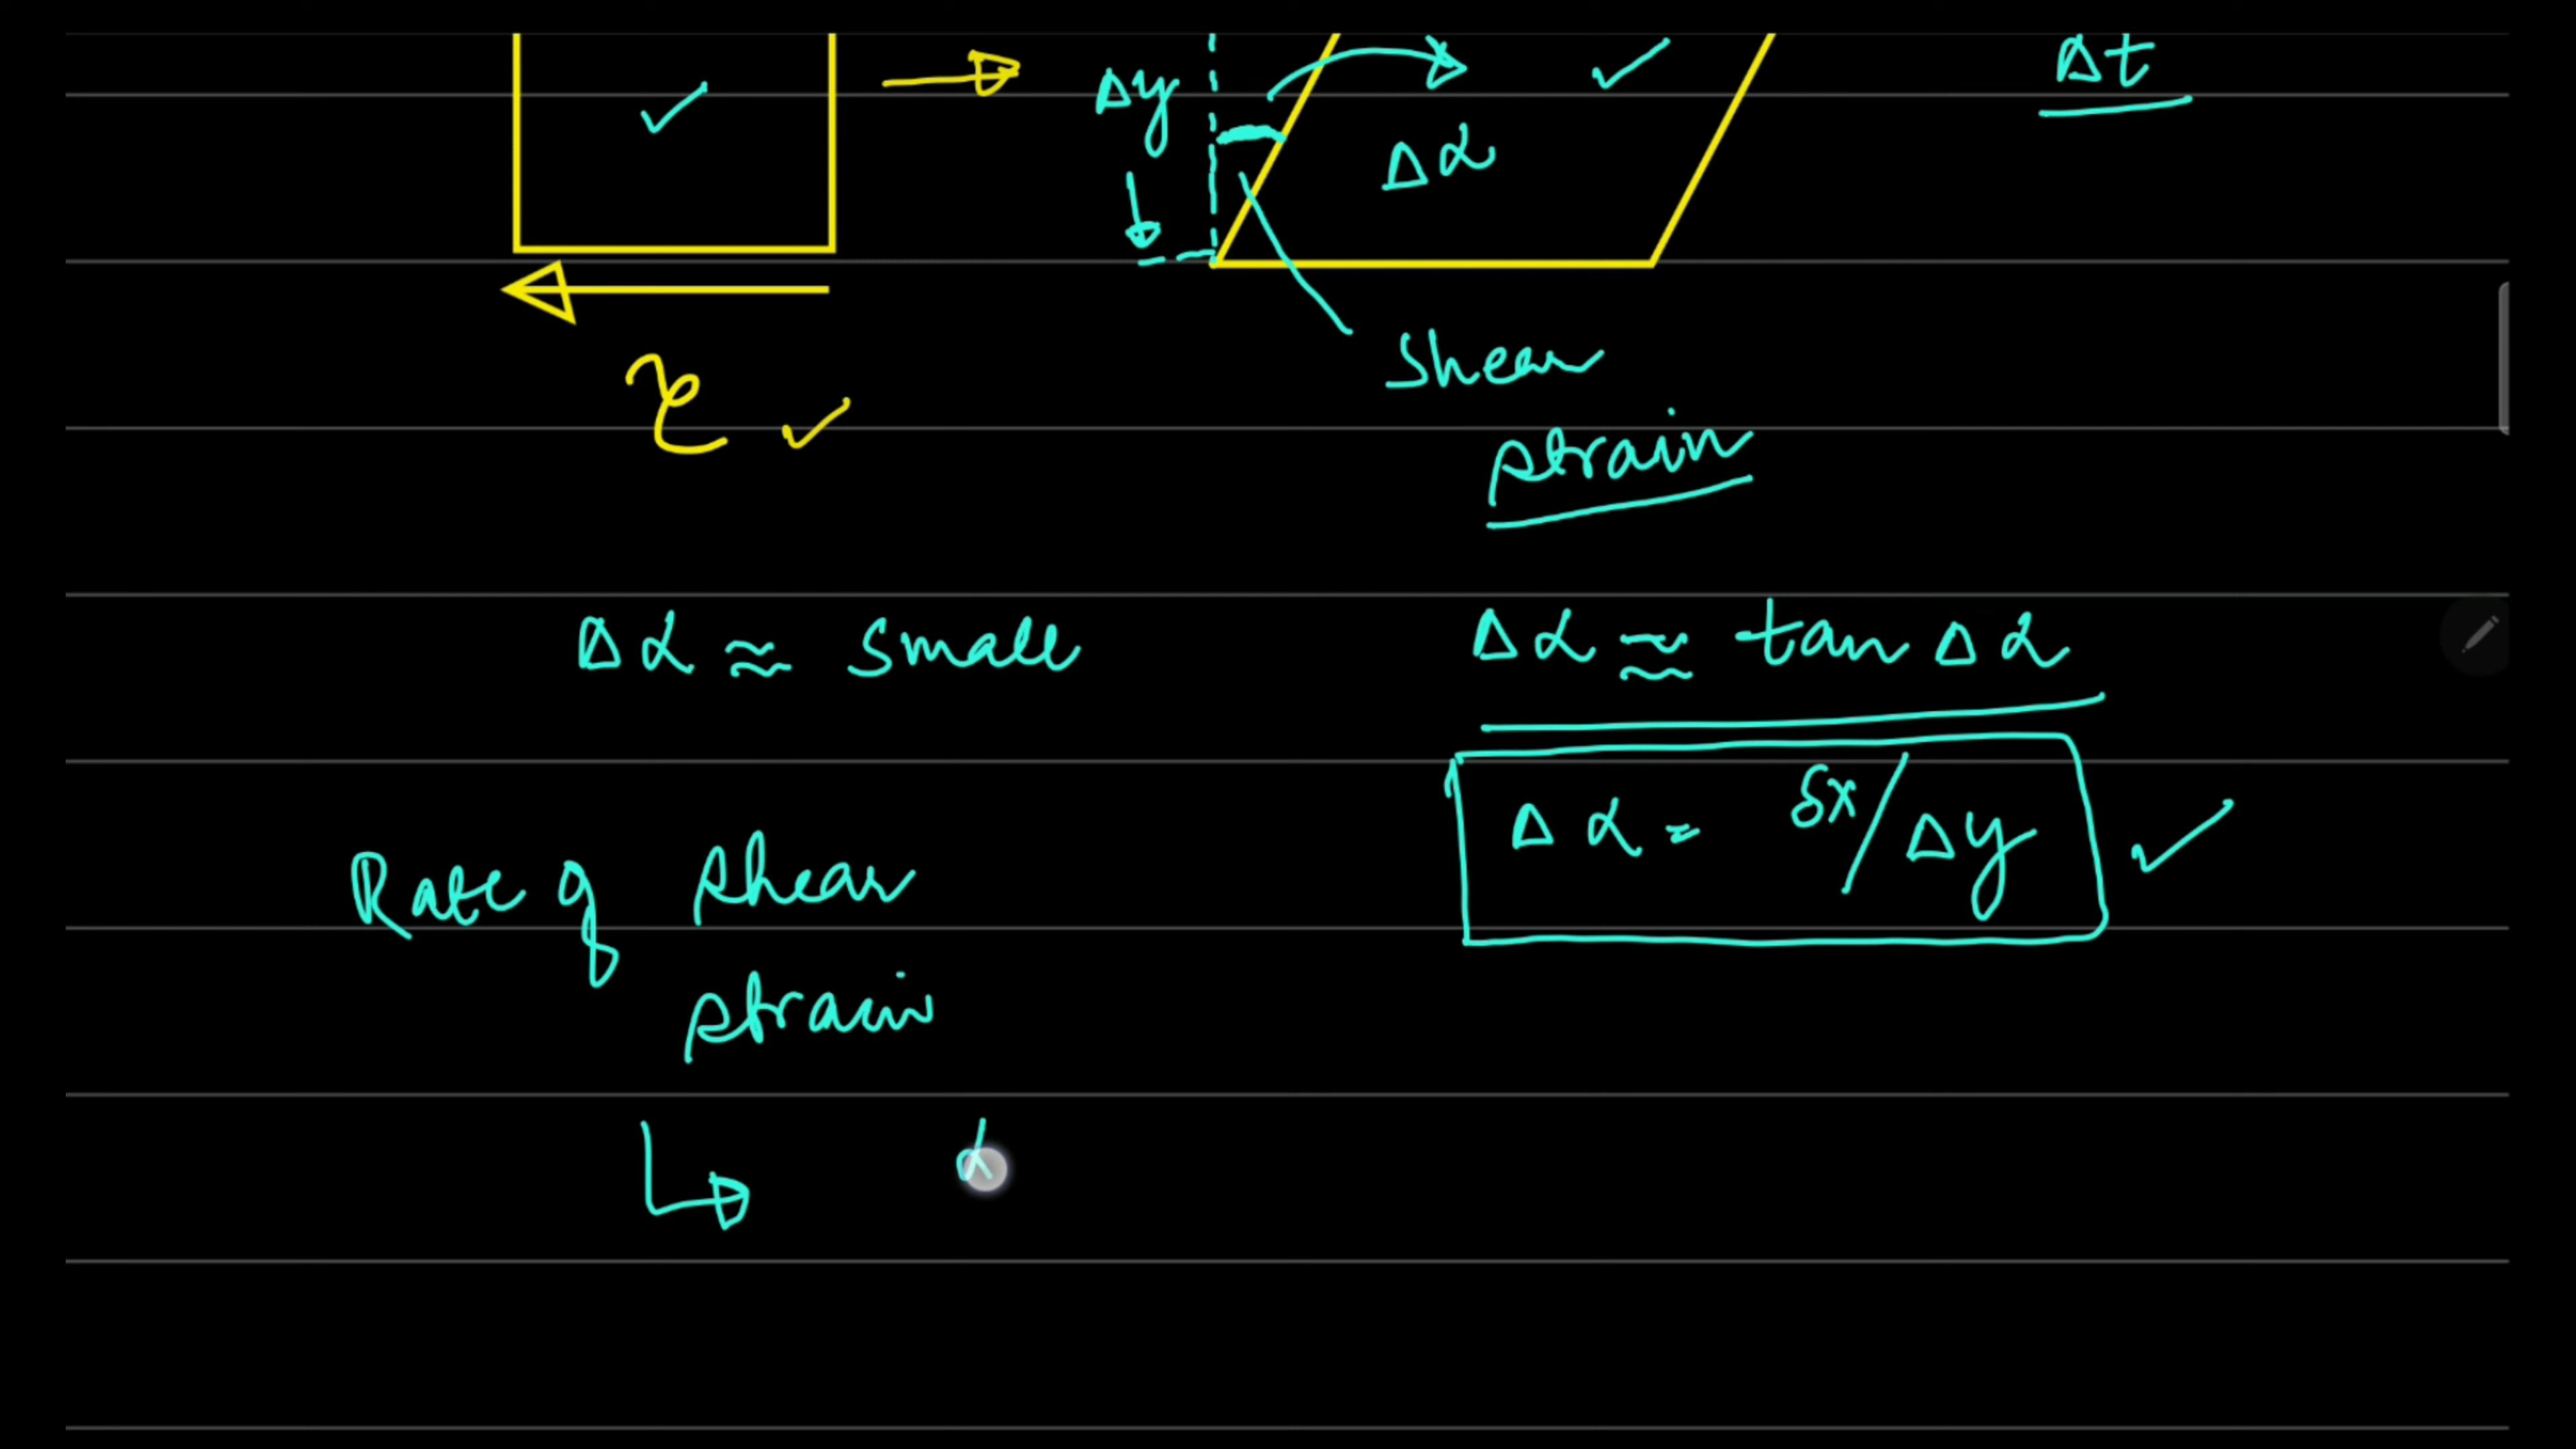 Δy
Δα
Δt
τ
shear
strain
Δα ≈ small
Δα ≈ tan Δα
Δα = δx/Δy
Rate of shear
strain
α